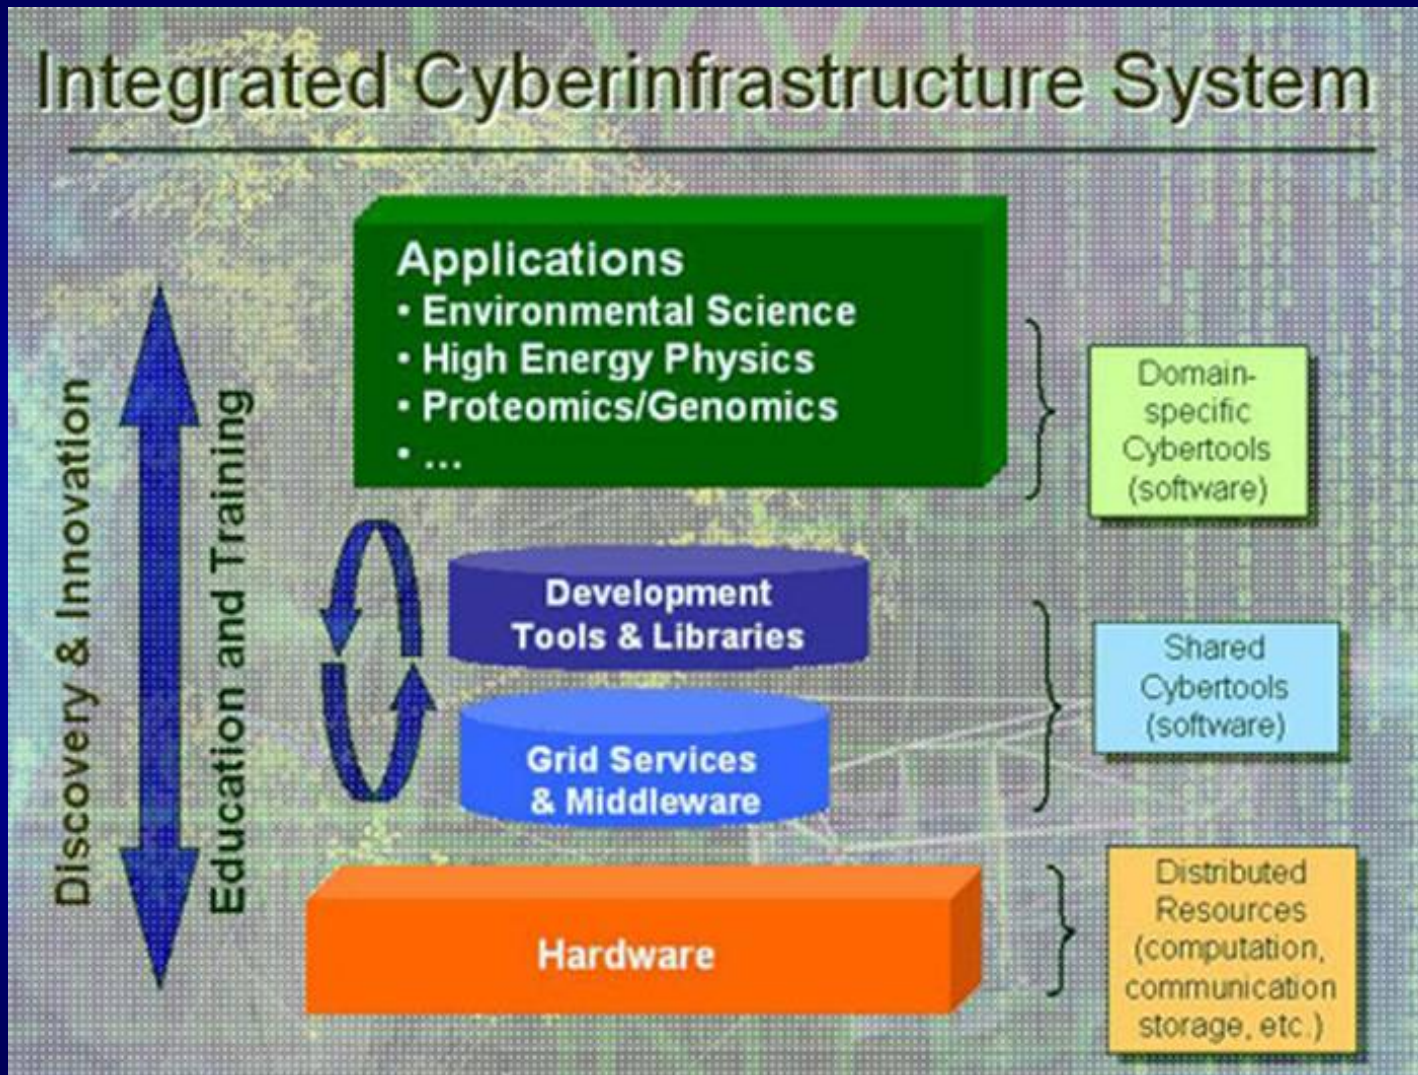 Integrated Cyberinfrastructure System
Applications
• Environmental Science
• High Energy Physics
• Proteomics/Genomics
• ...
Domain-
specific
Cybertools
(software)
Discovery & Innovation
Education and Training
Development
Tools & Libraries
Grid Services
& Middleware
Shared
Cybertools
(software)
Hardware
Distributed
Resources
(computation,
communication
storage, etc.)